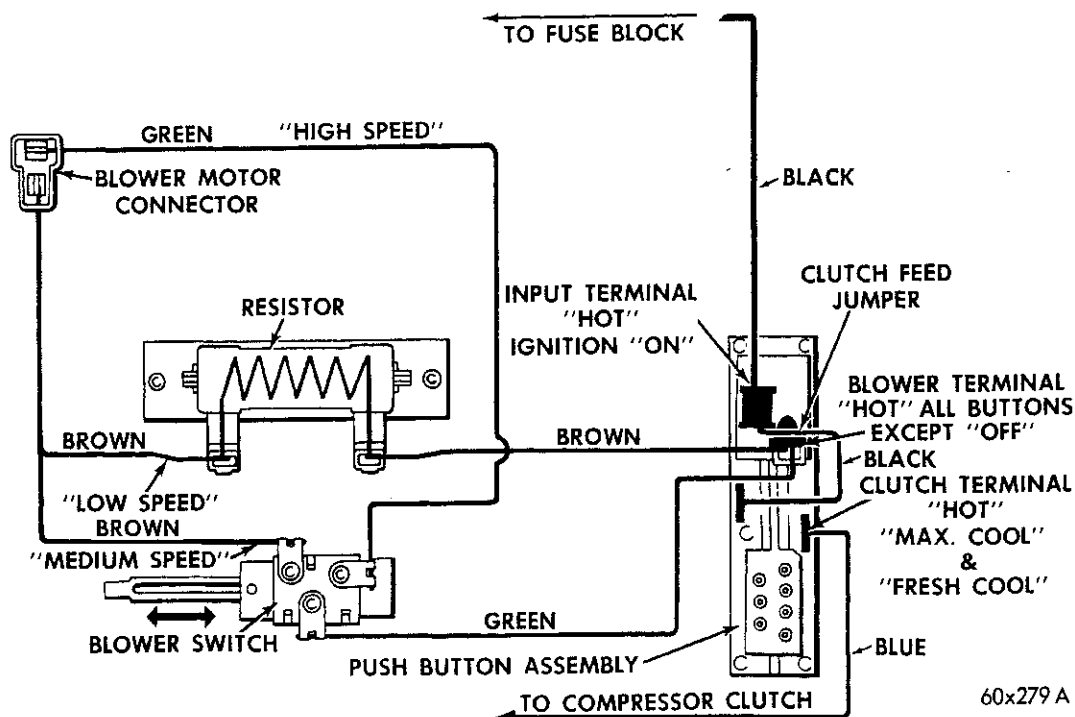 TO FUSE BLOCK
GREEN
"HIGH SPEED"
BLOWER MOTOR
CONNECTOR
BLACK
CLUTCH FEED
JUMPER
RESISTOR
INPUT TERMINAL
"HOT"
IGNITION "ON"
BLOWER TERMINAL
"HOT" ALL BUTTONS
EXCEPT "OFF"
BROWN
BROWN
BLACK
"LOW SPEED"
BROWN
"MEDIUM SPEED"
CLUTCH TERMINAL
"HOT"
"MAX. COOL"
&
"FRESH COOL"
BLOWER SWITCH
GREEN
PUSH BUTTON ASSEMBLY
BLUE
TO COMPRESSOR CLUTCH
60x279 A